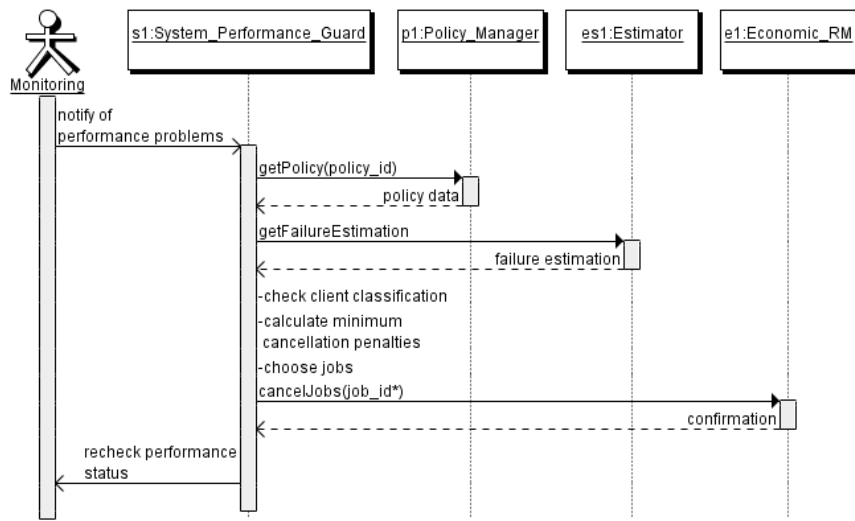 s1:System_Performance_Guard
p1:Policy_Manager
es1:Estimator
e1:Economic_RM
Monitoring
notify of
performance problems
getPolicy(policy_id)
policy data
getFailureEstimation
failure estimation
-check client classification
-calculate minimum
cancellation penalties
-choose jobs
cancelJobs(job_id*)
confirmation
recheck performance
status